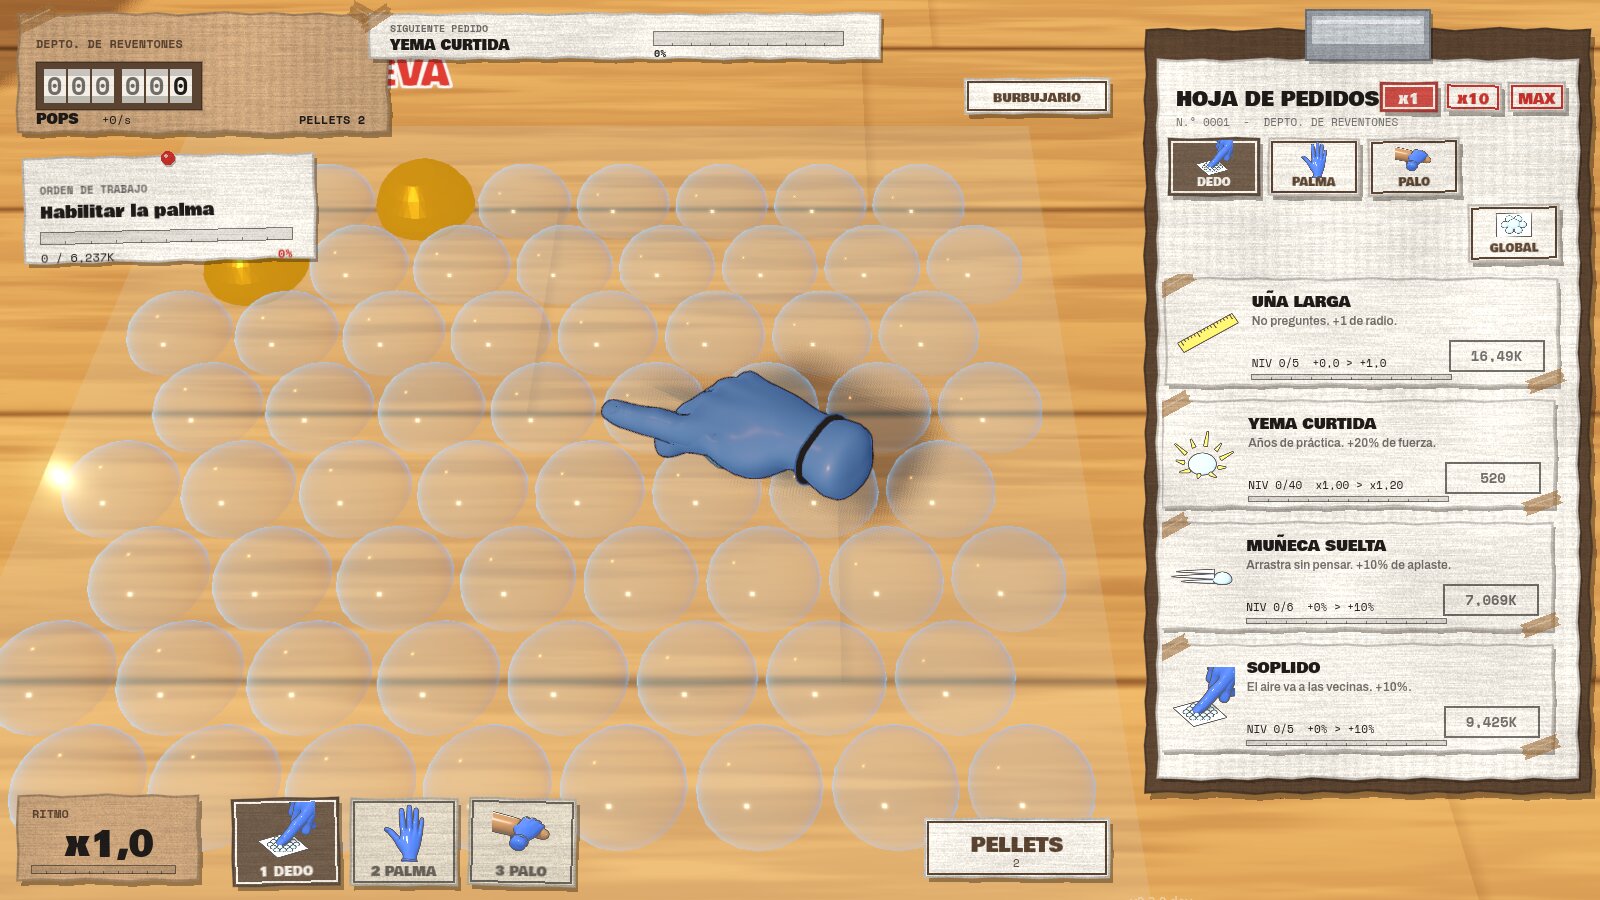 DEPTO. DE REVENTONES
000 000
POPS +0/s PELLETS 2
SIGUIENTE PEDIDO
YEMA CURTIDA
0%
EVA
BURBUJARIO
ORDEN DE TRABAJO
Habilitar la palma
0 / 6,237K 0%
HOJA DE PEDIDOS
x1
x10
MAX
N.° 0001 - DEPTO. DE REVENTONES
DEDO
PALMA
PALO
GLOBAL
UÑA LARGA
No preguntes. +1 de radio.
NIV 0/5 +0,0 > +1,0
16,49K
YEMA CURTIDA
Años de práctica. +20% de fuerza.
NIV 0/40 x1,00 > x1,20
520
MUÑECA SUELTA
Arrastra sin pensar. +10% de aplaste.
NIV 0/6 +0% > +10%
7,069K
SOPLIDO
El aire va a las vecinas. +10%.
NIV 0/5 +0% > +10%
9,425K
RITMO
x1,0
1 DEDO
2 PALMA
3 PALO
PELLETS
2